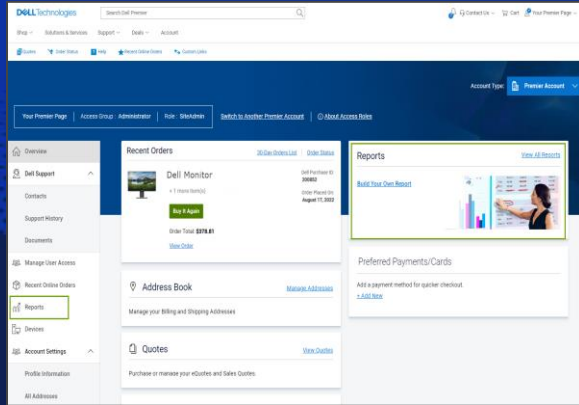 DELLTechnologies
Search Dell Premier
Contact Us
Cart
Your Premier Page
Shop
Solutions & Services
Support
Deals
Account
Quotes
Order Status
Help
Recent Online Orders
Custom Links
Account Type:
Premier Account
Your Premier Page
Access Group : Administrator
Role : SiteAdmin
Switch to Another Premier Account
About Access Roles
Overview
Dell Support
Contacts
Support History
Documents
Manage User Access
Recent Online Orders
Reports
Devices
Account Settings
Profile Information
All Addresses
Recent Orders
30-Day Orders List
Order Status
Dell Monitor
+ 1 more item(s)
Buy It Again
Order Total: $378.81
View Order
Dell Purchase ID:
Order Placed On:
August 17, 2022
Address Book
Manage Addresses
Manage your Billing and Shipping Addresses
Quotes
View Quotes
Purchase or manage your eQuotes and Sales Quotes.
Reports
View All Reports
Build Your Own Report
Preferred Payments/Cards
Add a payment method for quicker checkout.
+ Add New